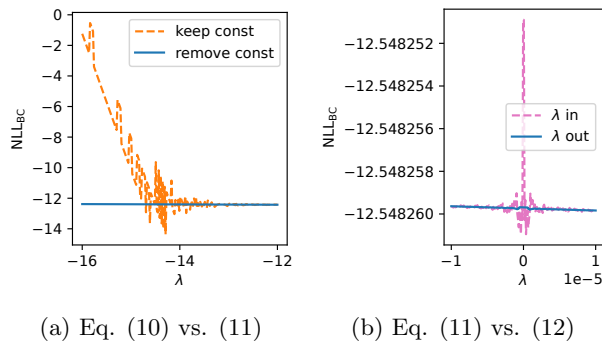 0
−2
−4
−6
−8
−10
−12
−14
NLL_BC
keep const
remove const
−16
−14
−12
λ
(a) Eq. (10) vs. (11)
−12.548252
−12.548254
−12.548256
−12.548258
−12.548260
NLL_BC
λ in
λ out
−1
0
1
1e−5
λ
(b) Eq. (11) vs. (12)